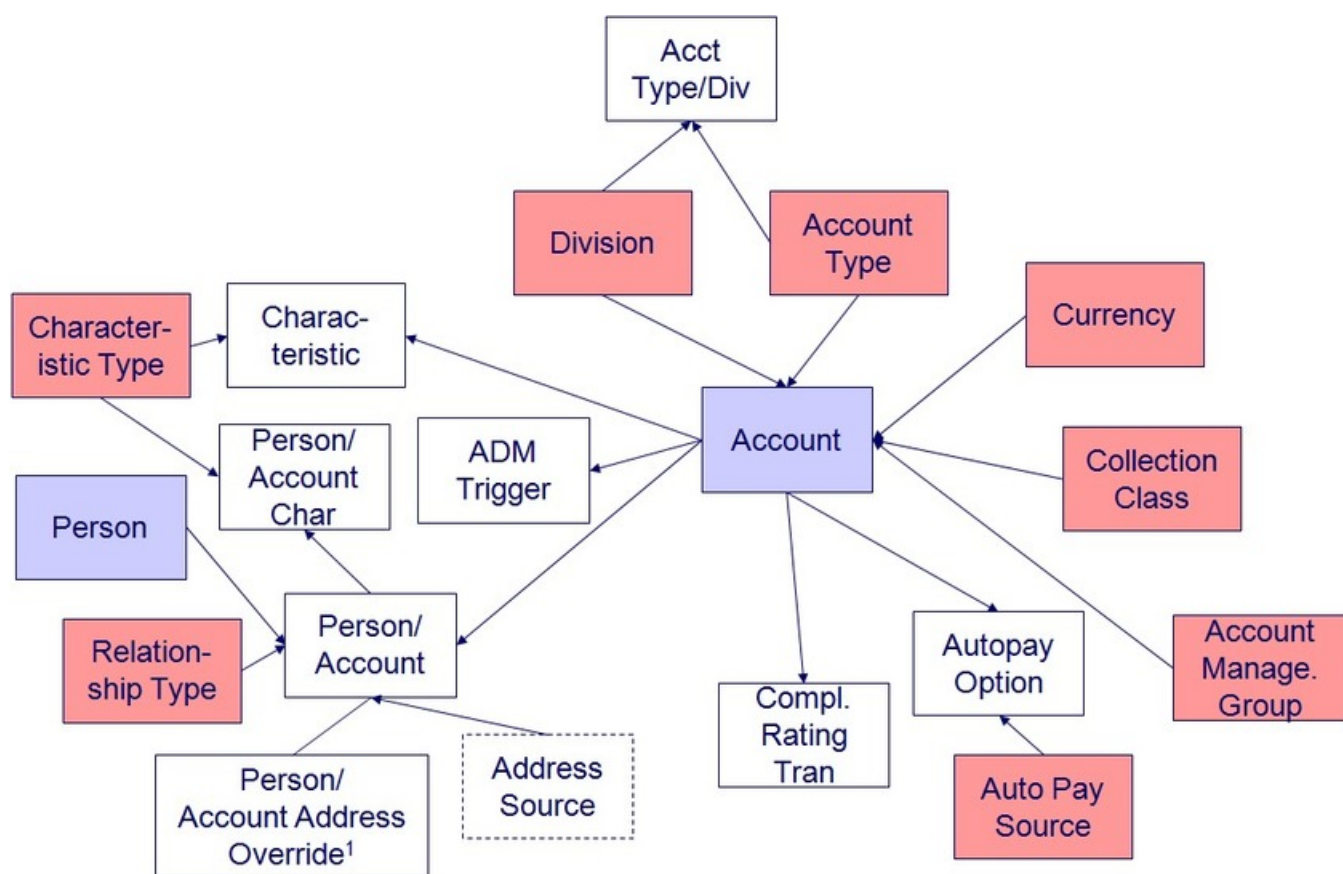 Acct
Type/Div
Division
Account
Type
Currency
Character-
istic Type
Charac-
teristic
Account
Collection
Class
Person/
Account
Char
ADM
Trigger
Person
Person/
Account
Relation-
ship Type
Autopay
Option
Account
Manage.
Group
Compl.
Rating
Tran
Address
Source
Auto Pay
Source
Person/
Account Address
Override¹